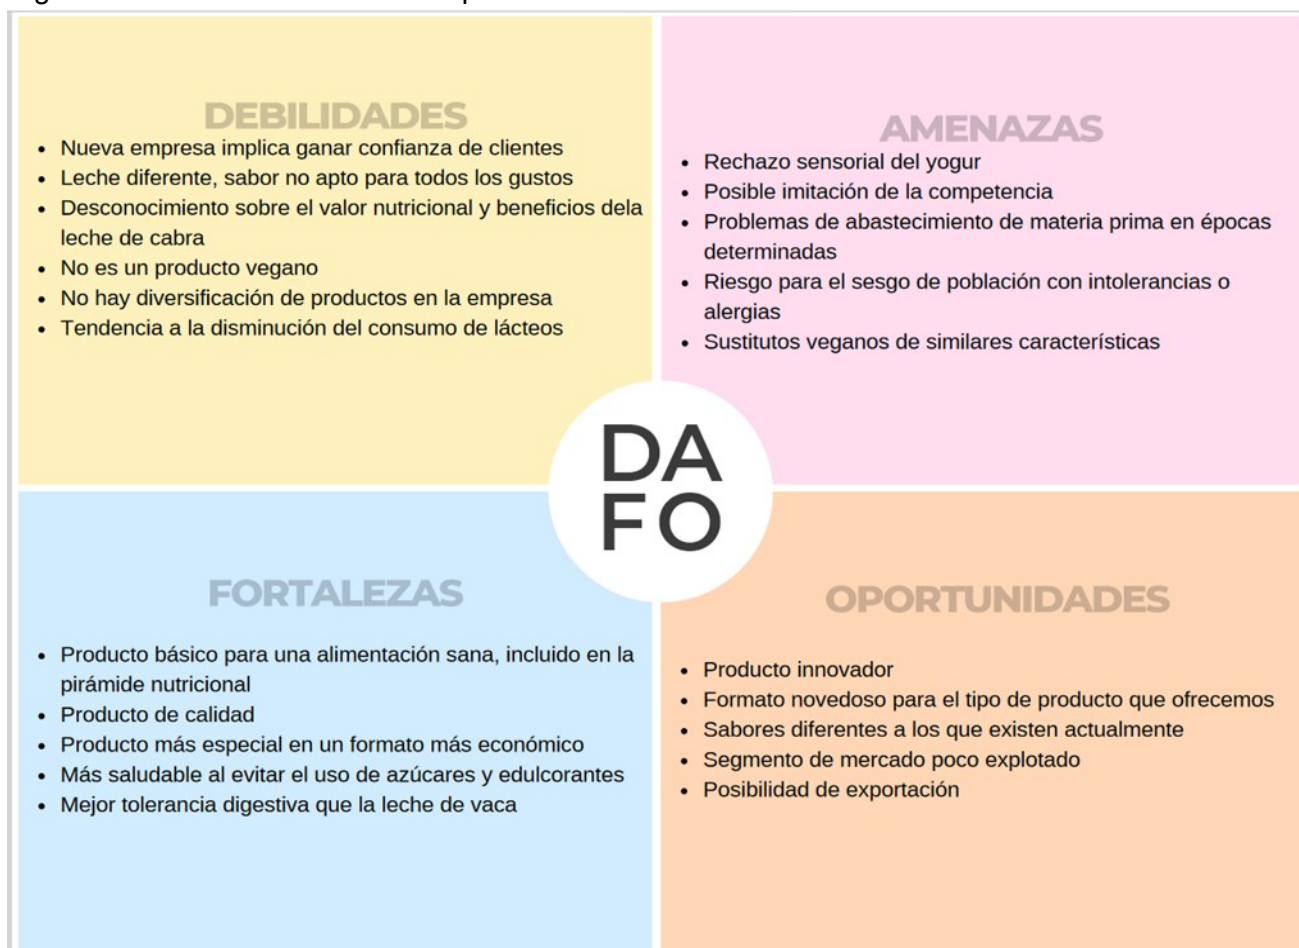 DEBILIDADES
• Nueva empresa implica ganar confianza de clientes
• Leche diferente, sabor no apto para todos los gustos
• Desconocimiento sobre el valor nutricional y beneficios dela
leche de cabra
• No es un producto vegano
• No hay diversificación de productos en la empresa
• Tendencia a la disminución del consumo de lácteos
AMENAZAS
• Rechazo sensorial del yogur
• Posible imitación de la competencia
• Problemas de abastecimiento de materia prima en épocas
determinadas
• Riesgo para el sesgo de población con intolerancias o
alergias
• Sustitutos veganos de similares características
DA
FO
FORTALEZAS
• Producto básico para una alimentación sana, incluido en la
pirámide nutricional
• Producto de calidad
• Producto más especial en un formato más económico
• Más saludable al evitar el uso de azúcares y edulcorantes
• Mejor tolerancia digestiva que la leche de vaca
OPORTUNIDADES
• Producto innovador
• Formato novedoso para el tipo de producto que ofrecemos
• Sabores diferentes a los que existen actualmente
• Segmento de mercado poco explotado
• Posibilidad de exportación